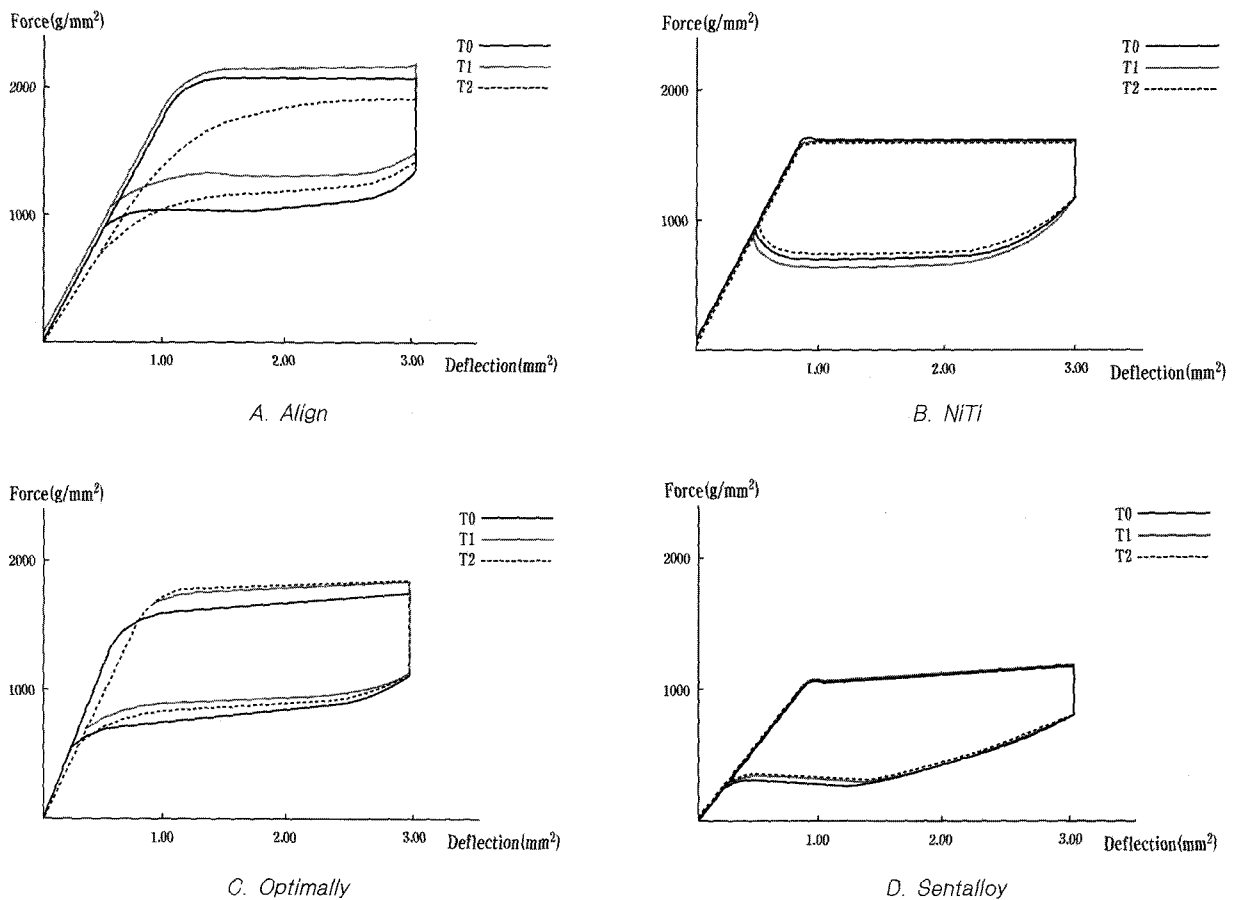 Force(g/mm²)
T0
T1
T2
2000
1000
1.00
2.00
3.00
Deflection(mm²)
A. Align
Force(g/mm²)
T0
T1
T2
2000
1000
1.00
2.00
3.00
Deflection(mm²)
B. NiTi
Force(g/mm²)
T0
T1
T2
2000
1000
1.00
2.00
3.00
Deflection(mm²)
C. Optimally
Force(g/mm²)
T0
T1
T2
2000
1000
1.00
2.00
3.00
Deflection(mm²)
D. Sentalloy